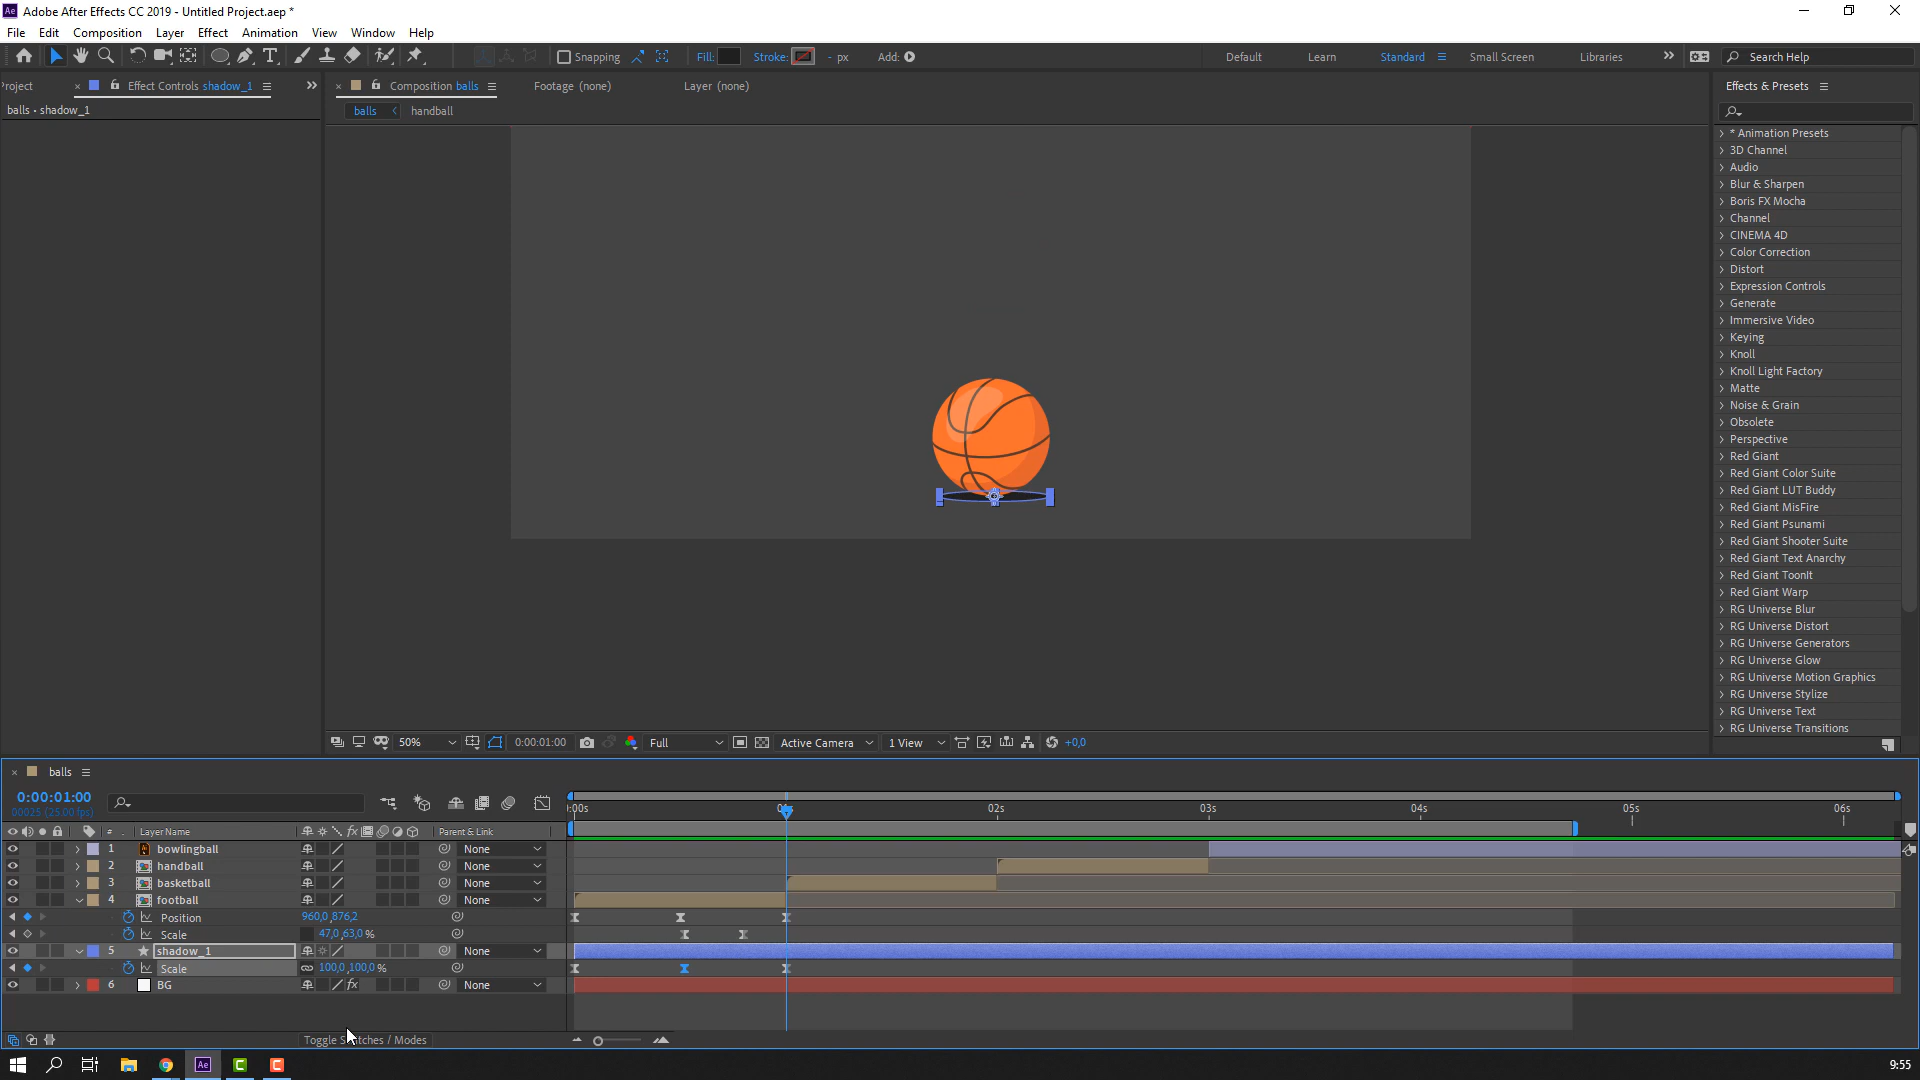 Adobe After Effects CC 2019 - Untitled Project.aep *
File Edit Composition Layer Effect Animation View Window Help
Snapping Fill: Stroke: - px Add: Default Learn Standard Small Screen Libraries Search Help
Project Effect Controls shadow_1 Composition balls Footage (none) Layer (none) Effects & Presets
balls • shadow_1
balls handball
* Animation Presets
3D Channel
Audio
Blur & Sharpen
Boris FX Mocha
Channel
CINEMA 4D
Color Correction
Distort
Expression Controls
Generate
Immersive Video
Keying
Knoll
Knoll Light Factory
Matte
Noise & Grain
Obsolete
Perspective
Red Giant
Red Giant Color Suite
Red Giant LUT Buddy
Red Giant MisFire
Red Giant Psunami
Red Giant Shooter Suite
Red Giant Text Anarchy
Red Giant ToonIt
Red Giant Warp
RG Universe Blur
RG Universe Distort
RG Universe Generators
RG Universe Glow
RG Universe Motion Graphics
RG Universe Stylize
RG Universe Text
RG Universe Transitions
50% 0:00:01:00 Full Active Camera 1 View +0,0
balls
0:00:01:00
00025 (25.00 fps)
:00s 02s 03s 04s 05s 06s
# Layer Name Parent & Link
1 bowlingball None
2 handball None
3 basketball None
4 football None
Position 960,0,876,2
Scale 47,0,63,0 %
5 shadow_1 None
Scale 100,0,100,0 %
6 BG fx None
Toggle Switches / Modes
9:55